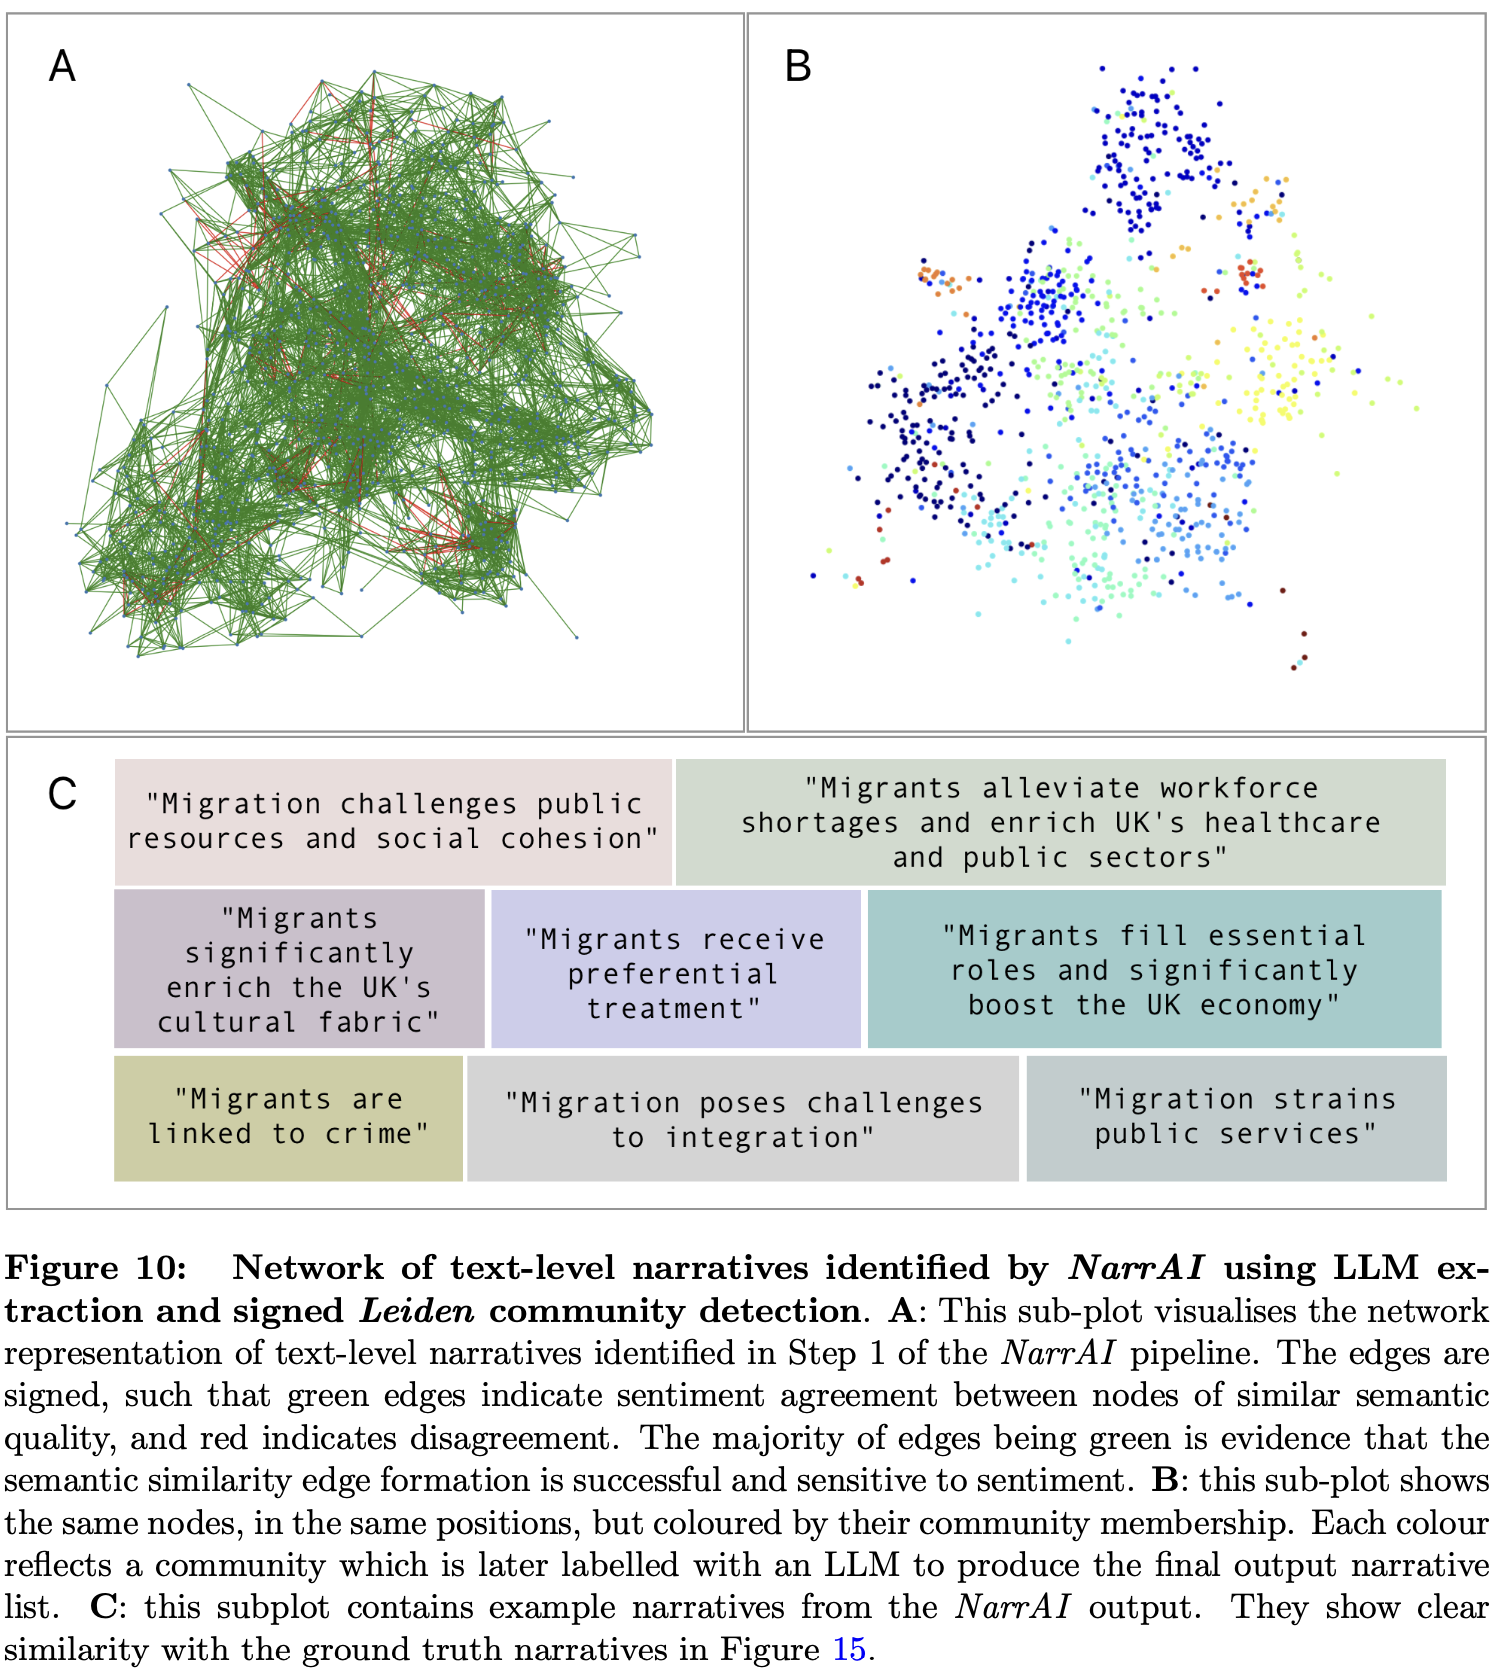 A
B
C
"Migration challenges public
resources and social cohesion"
"Migrants alleviate workforce
shortages and enrich UK's healthcare
and public sectors"
"Migrants
significantly
enrich the UK's
cultural fabric"
"Migrants receive
preferential
treatment"
"Migrants fill essential
roles and significantly
boost the UK economy"
"Migrants are
linked to crime"
"Migration poses challenges
to integration"
"Migration strains
public services"
Figure 10: Network of text-level narratives identified by NarrAI using LLM ex-
traction and signed Leiden community detection. A: This sub-plot visualises the network
representation of text-level narratives identified in Step 1 of the NarrAI pipeline. The edges are
signed, such that green edges indicate sentiment agreement between nodes of similar semantic
quality, and red indicates disagreement. The majority of edges being green is evidence that the
semantic similarity edge formation is successful and sensitive to sentiment. B: this sub-plot shows
the same nodes, in the same positions, but coloured by their community membership. Each colour
reflects a community which is later labelled with an LLM to produce the final output narrative
list. C: this subplot contains example narratives from the NarrAI output. They show clear
similarity with the ground truth narratives in Figure 15.